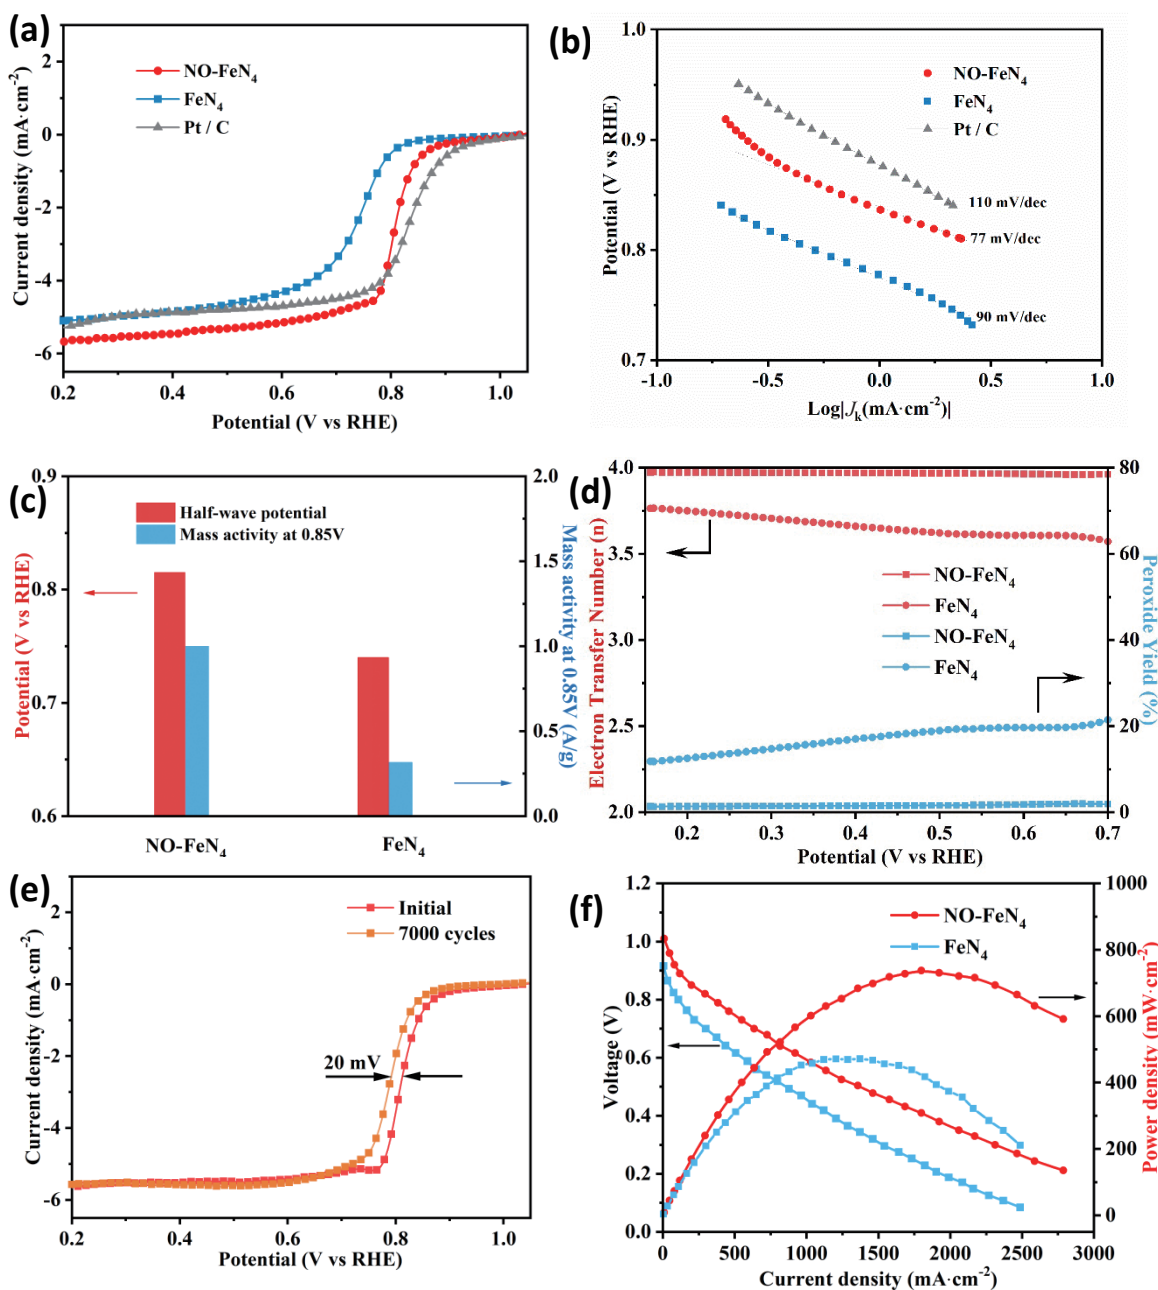 (a)
Current density (mA·cm-2)
2
0
-2
-4
-6
NO-FeN4
FeN4
Pt / C
0.2
0.4
0.6
0.8
1.0
Potential (V vs RHE)
(b)
Potential (V vs RHE)
1.0
0.9
0.8
0.7
NO-FeN4
FeN4
Pt / C
110 mV/dec
77 mV/dec
90 mV/dec
-1.0
-0.5
0.0
0.5
1.0
Log|Jk(mA·cm-2)|
(c)
Potential (V vs RHE)
0.9
0.8
0.7
0.6
Half-wave potential
Mass activity at 0.85V
2.0
1.5
1.0
0.5
0.0
Mass activity at 0.85V (A/g)
NO-FeN4
FeN4
(d)
Electron Transfer Number (n)
4.0
3.5
3.0
2.5
2.0
NO-FeN4
FeN4
NO-FeN4
FeN4
80
60
40
20
0
Peroxide Yield (%)
0.2
0.3
0.4
0.5
0.6
0.7
Potential (V vs RHE)
(e)
Current density (mA·cm-2)
2
0
-2
-4
-6
Initial
7000 cycles
20 mV
0.2
0.4
0.6
0.8
1.0
Potential (V vs RHE)
(f)
Voltage (V)
1.2
1.0
0.8
0.6
0.4
0.2
0.0
NO-FeN4
FeN4
1000
800
600
400
200
0
Power density (mW·cm-2)
0
500
1000
1500
2000
2500
3000
Current density (mA·cm-2)